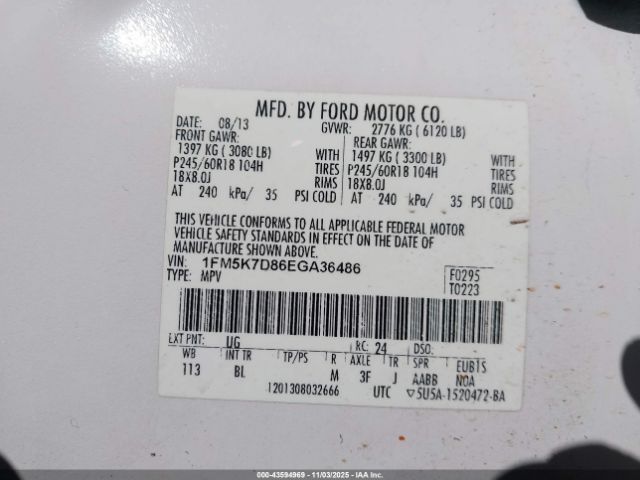 MFD. BY FORD MOTOR CO.
DATE: 08/13 GVWR: 2776 KG ( 6120 LB)
FRONT GAWR: REAR GAWR:
1397 KG ( 3080 LB) WITH 1497 KG ( 3300 LB) WITH
P245/60R18 104H TIRES P245/60R18 104H TIRES
18X8.0J RIMS 18X8.0J RIMS
AT 240 kPa/ 35 PSI COLD AT 240 kPa/ 35 PSI COLD
THIS VEHICLE CONFORMS TO ALL APPLICABLE FEDERAL MOTOR
VEHICLE SAFETY STANDARDS IN EFFECT ON THE DATE OF
MANUFACTURE SHOWN ABOVE.
VIN: 1FM5K7D86EGA36486 F0295
TYPE: MPV T0223
EXT PNT: UG RC: 24 DSO:
WB INT TR TP/PS R AXLE TR SPR EUB1S
113 BL M 3F J AABB NOA
1201308032666 UTC ▽5U5A-1520472-BA
000-43594969 - 11/03/2025 - IAAI.CA